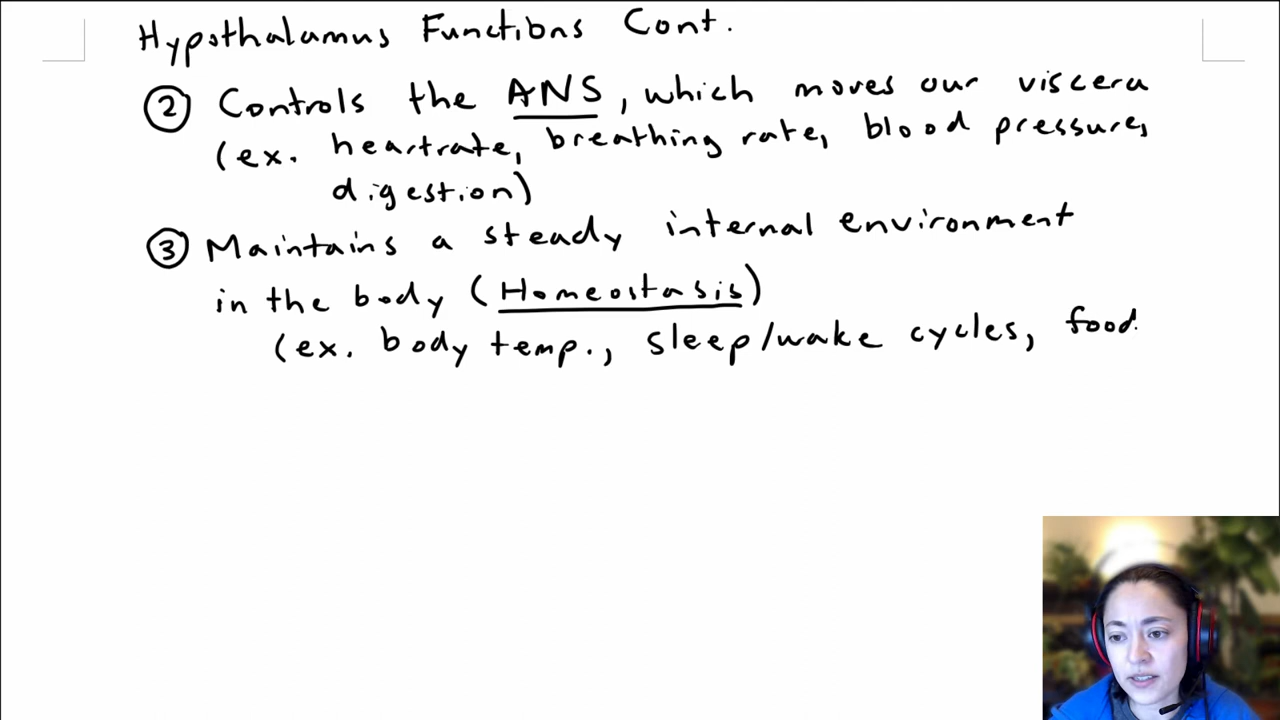 Hypothalamus Functions Cont.
② Controls the ANS, which moves our viscera
(ex. heartrate, breathing rate, blood pressure,
digestion)
③ Maintains a steady internal environment
in the body (Homeostasis)
(ex. body temp., sleep/wake cycles, food